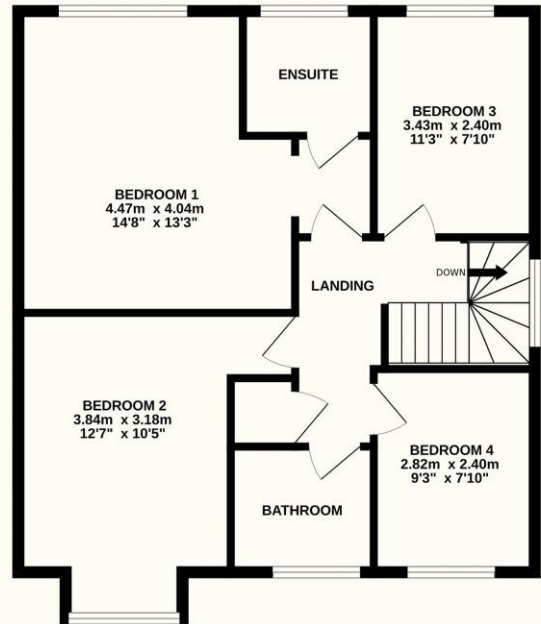 ENSUITE
BEDROOM 3
3.43m x 2.40m
11'3" x 7'10"
BEDROOM 1
4.47m x 4.04m
14'8" x 13'3"
DOWN
LANDING
BEDROOM 2
3.84m x 3.18m
12'7" x 10'5"
BEDROOM 4
2.82m x 2.40m
9'3" x 7'10"
BATHROOM